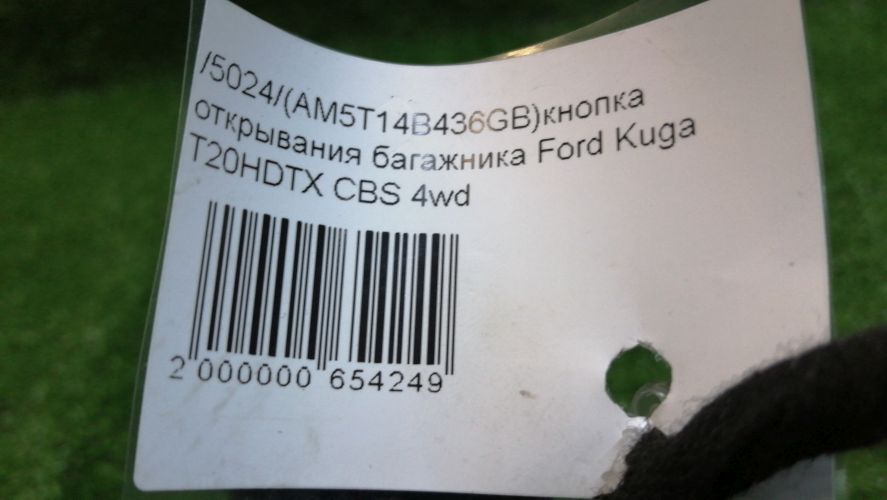 /5024/(AM5T14B436GB)кнопка
открывания багажника Ford Kuga
T20HDTX CBS 4wd
2 000000 654249